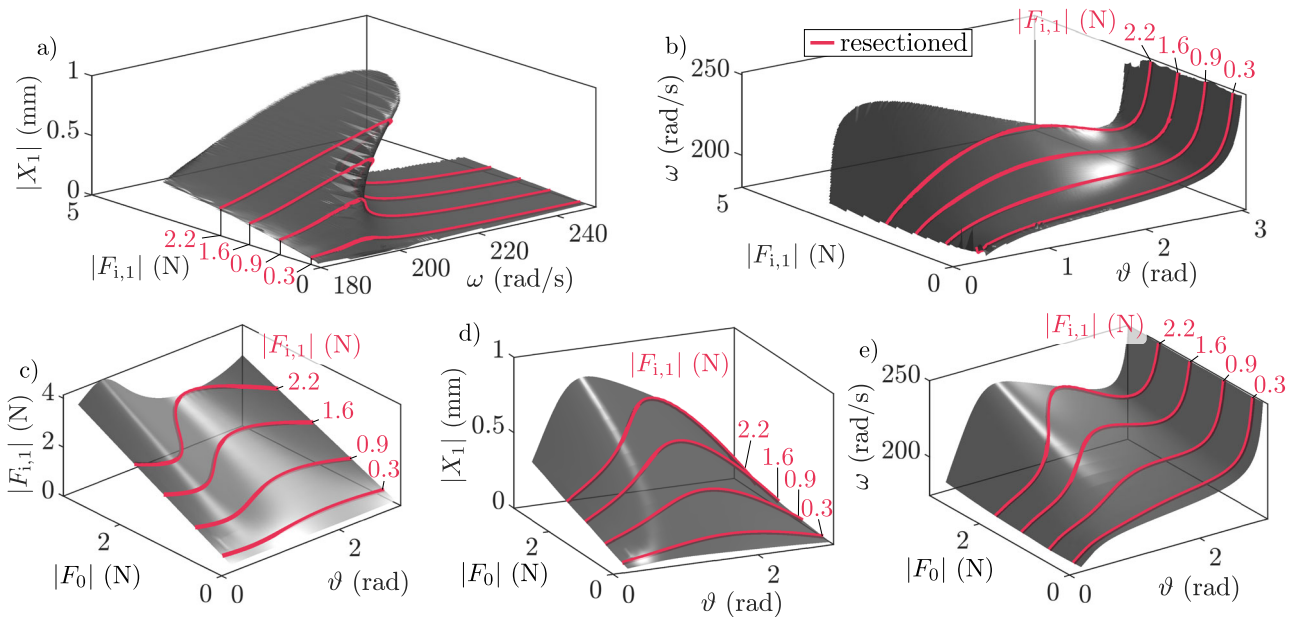 a)
1
0.5
0
|X₁| (mm)
5
2.2
1.6
0.9
0.3
0
|Fᵢ,₁| (N)
180
200
220
240
ω (rad/s)
b)
resectioned
|Fᵢ,₁| (N)
2.2
1.6
0.9
0.3
250
200
180
ω (rad/s)
5
|Fᵢ,₁| (N)
0
0
1
2
3
ϑ (rad)
c)
|Fᵢ,₁| (N)
2.2
1.6
0.9
0.3
4
2
0
|Fᵢ,₁| (N)
2
0
|F₀| (N)
0
2
ϑ (rad)
d)
|Fᵢ,₁| (N)
2.2
1.6
0.9
0.3
1
0.5
0
|X₁| (mm)
2
0
|F₀| (N)
0
2
ϑ (rad)
e)
|Fᵢ,₁| (N)
2.2
1.6
0.9
0.3
250
200
ω (rad/s)
2
0
|F₀| (N)
0
2
ϑ (rad)